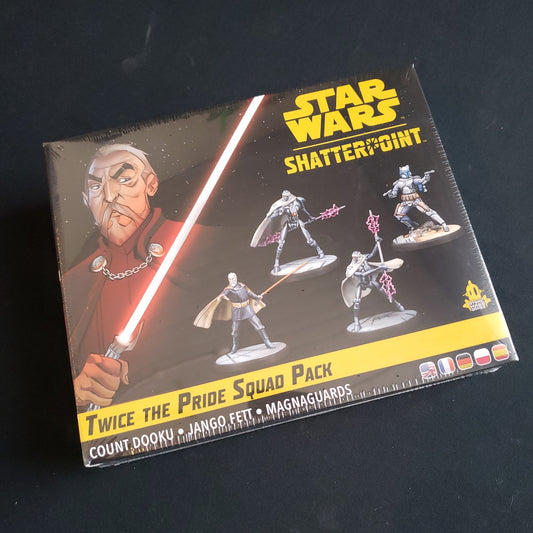 STAR
WARS
SHATTERPOINT
TWICE THE PRIDE SQUAD PACK
COUNT DOOKU • JANGO FETT • MAGNAGUARDS